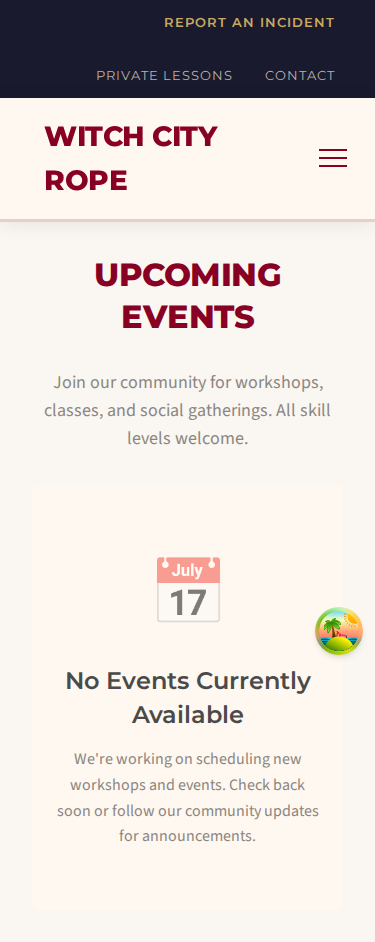 REPORT AN INCIDENT
PRIVATE LESSONS CONTACT
WITCH CITY
ROPE
UPCOMING
EVENTS
Join our community for workshops,
classes, and social gatherings. All skill
levels welcome.
July
17
No Events Currently
Available
We're working on scheduling new
workshops and events. Check back
soon or follow our community updates
for announcements.